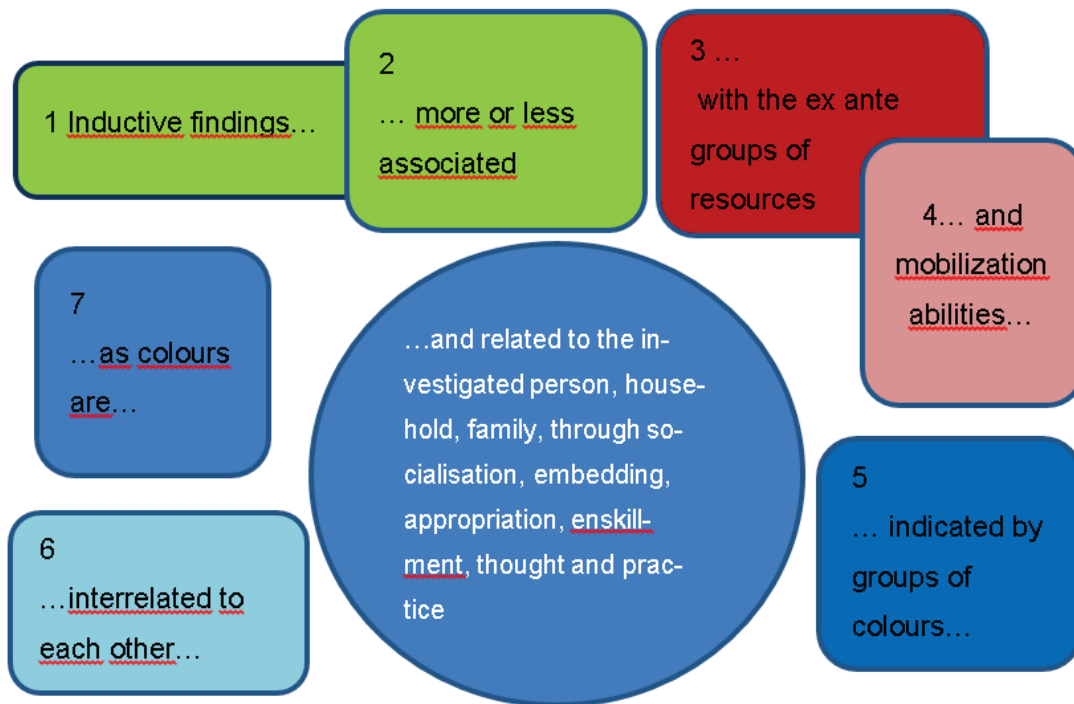 1 Inductive findings…
2
… more or less
associated
3 …
with the ex ante
groups of
resources
4… and
mobilization
abilities…
5
… indicated by
groups of
colours…
6
…interrelated to
each other…
7
…as colours
are…
…and related to the in-
vestigated person, house-
hold, family, through so-
cialisation, embedding,
appropriation, enskill-
ment, thought and prac-
tice